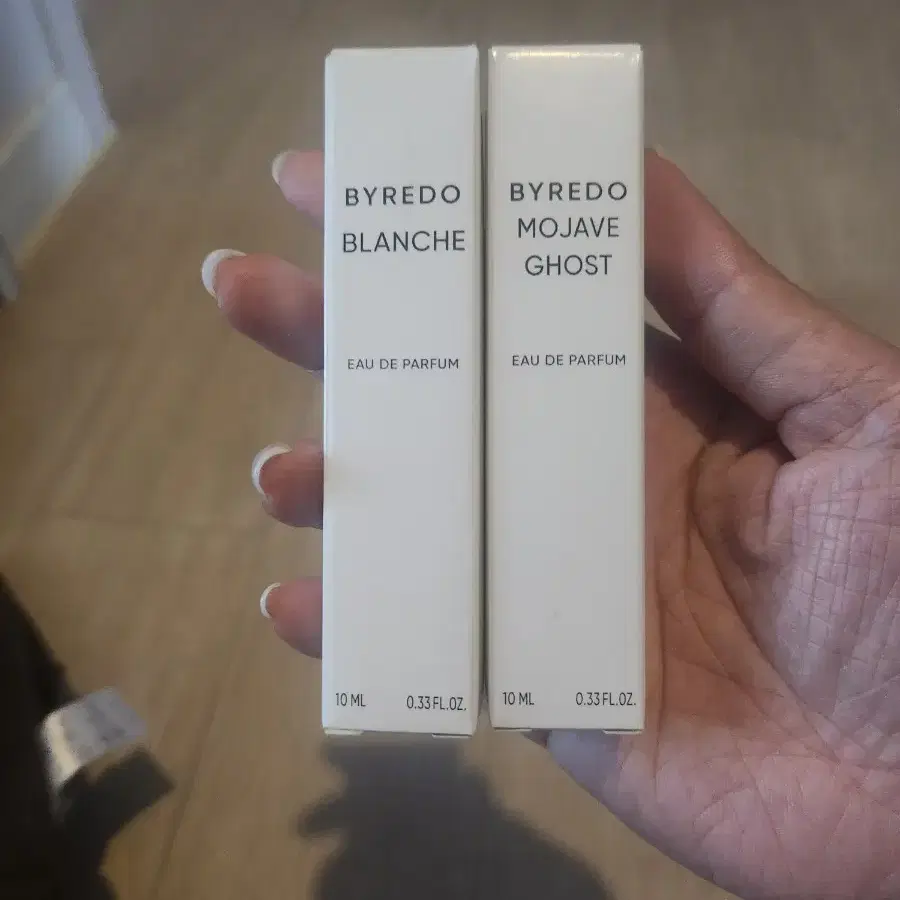 BYREDO
BLANCHE
EAU DE PARFUM
10 ML 0.33 FL.OZ.
BYREDO
MOJAVE
GHOST
EAU DE PARFUM
10 ML 0.33 FL.OZ.